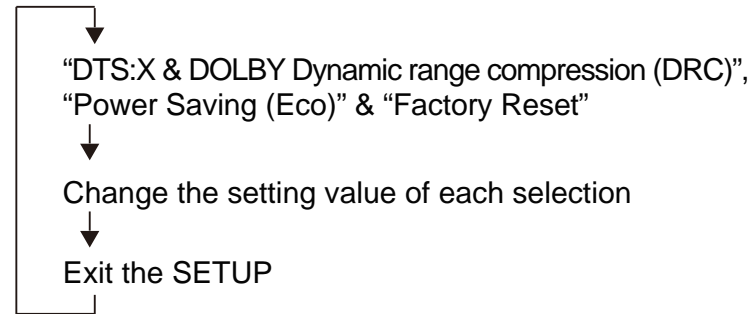 “DTS:X & DOLBY Dynamic range compression (DRC)”,
“Power Saving (Eco)” & “Factory Reset”
Change the setting value of each selection
Exit the SETUP